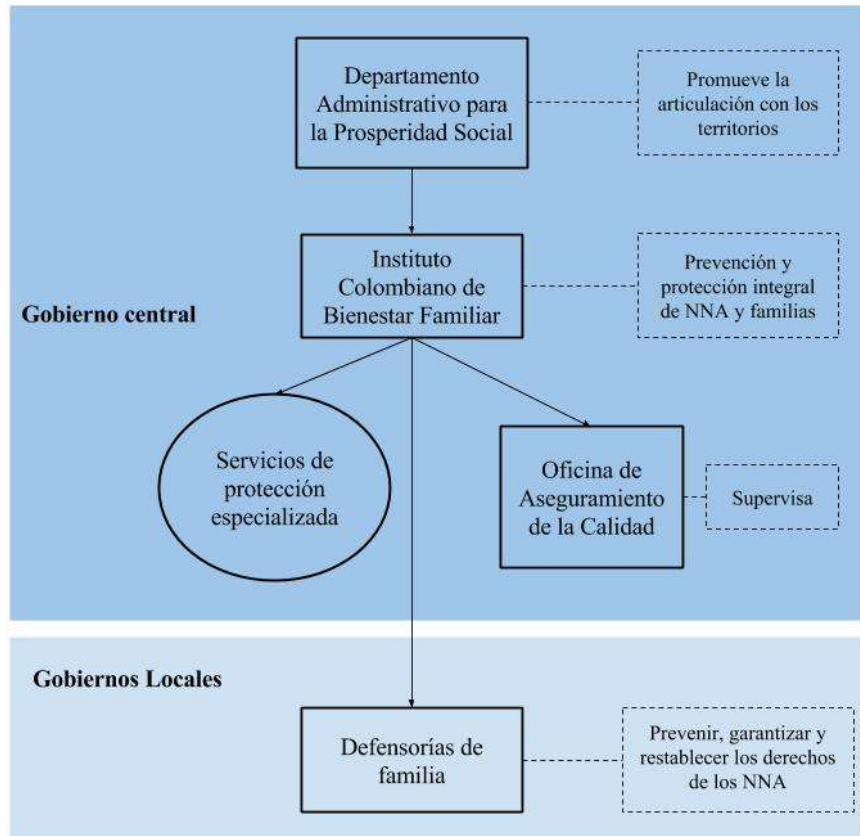 Departamento
Administrativo para
la Prosperidad Social
Promueve la
articulación con los
territorios
Instituto
Colombiano de
Bienestar Familiar
Prevención y
protección integral
de NNA y familias
Gobierno central
Servicios de
protección
especializada
Oficina de
Aseguramiento
de la Calidad
Supervisa
Gobiernos Locales
Defensorías de
familia
Prevenir, garantizar y
restablecer los derechos
de los NNA